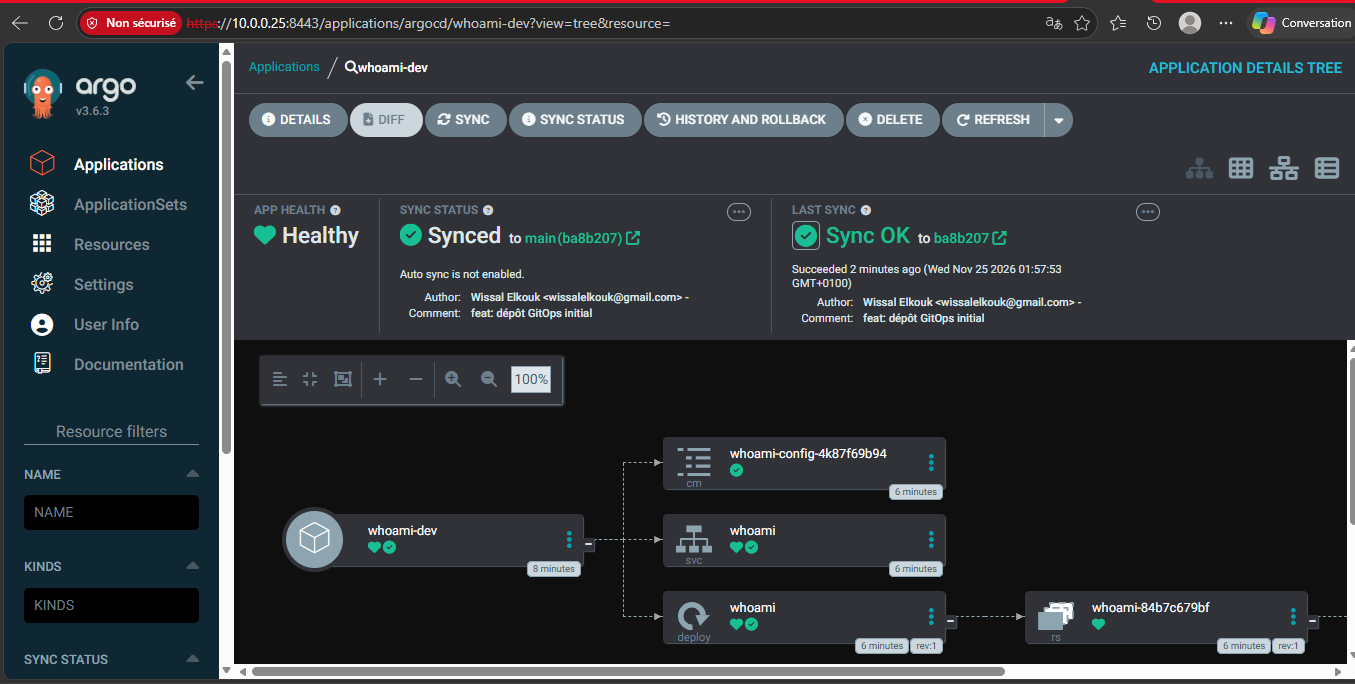 Non sécurisé https://10.0.0.25:8443/applications/argocd/whoami-dev?view=tree&resource= Conversation
argo
v3.6.3
Applications
ApplicationSets
Resources
Settings
User Info
Documentation
Resource filters
NAME
NAME
KINDS
KINDS
SYNC STATUS
Applications / whoami-dev
APPLICATION DETAILS TREE
DETAILS DIFF SYNC SYNC STATUS HISTORY AND ROLLBACK DELETE REFRESH
APP HEALTH
Healthy
SYNC STATUS
Synced to main(ba8b207)
Auto sync is not enabled.
Author: Wissal Elkouk <wissalelkouk@gmail.com> -
Comment: feat: dépôt GitOps initial
LAST SYNC
Sync OK to ba8b207
Succeeded 2 minutes ago (Wed Nov 25 2026 01:57:53
GMT+0100)
Author: Wissal Elkouk <wissalelkouk@gmail.com> -
Comment: feat: dépôt GitOps initial
100%
whoami-dev
8 minutes
whoami-config-4k87f69b94
cm
6 minutes
whoami
svc
6 minutes
whoami
deploy
6 minutes rev:1
whoami-84b7c679bf
rs
6 minutes rev:1